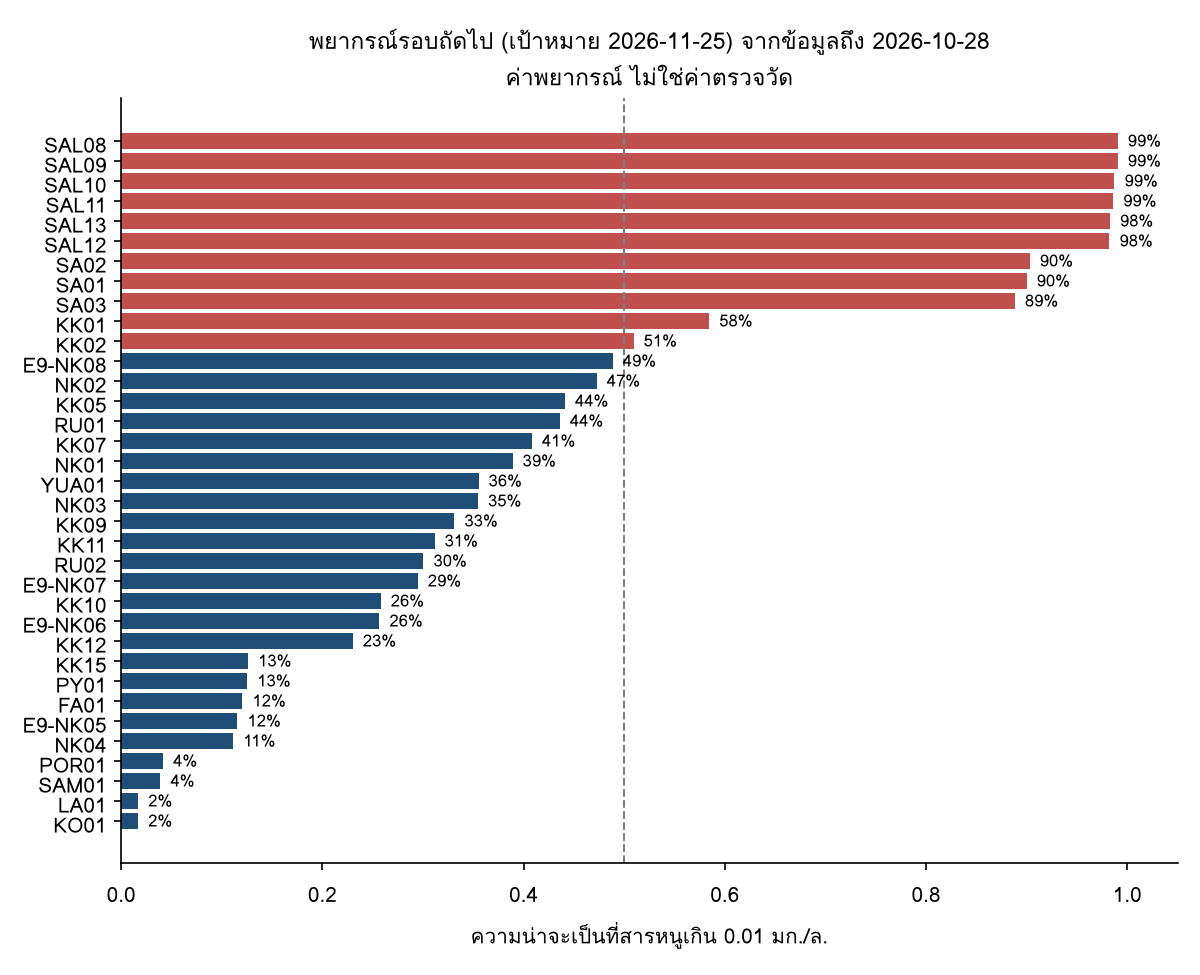 พยากรณ์รอบถัดไป (เป้าหมาย 2026-11-25) จากข้อมูลถึง 2026-10-28
ค่าพยากรณ์ ไม่ใช่ค่าตรวจวัด
SAL08 99%
SAL09 99%
SAL10 99%
SAL11 99%
SAL13 98%
SAL12 98%
SA02 90%
SA01 90%
SA03 89%
KK01 58%
KK02 51%
E9-NK08 49%
NK02 47%
KK05 44%
RU01 44%
KK07 41%
NK01 39%
YUA01 36%
NK03 35%
KK09 33%
KK11 31%
RU02 30%
E9-NK07 29%
KK10 26%
E9-NK06 26%
KK12 23%
KK15 13%
PY01 13%
FA01 12%
E9-NK05 12%
NK04 11%
POR01 4%
SAM01 4%
LA01 2%
KO01 2%
0.0 0.2 0.4 0.6 0.8 1.0
ความน่าจะเป็นที่สารหนูเกิน 0.01 มก./ล.